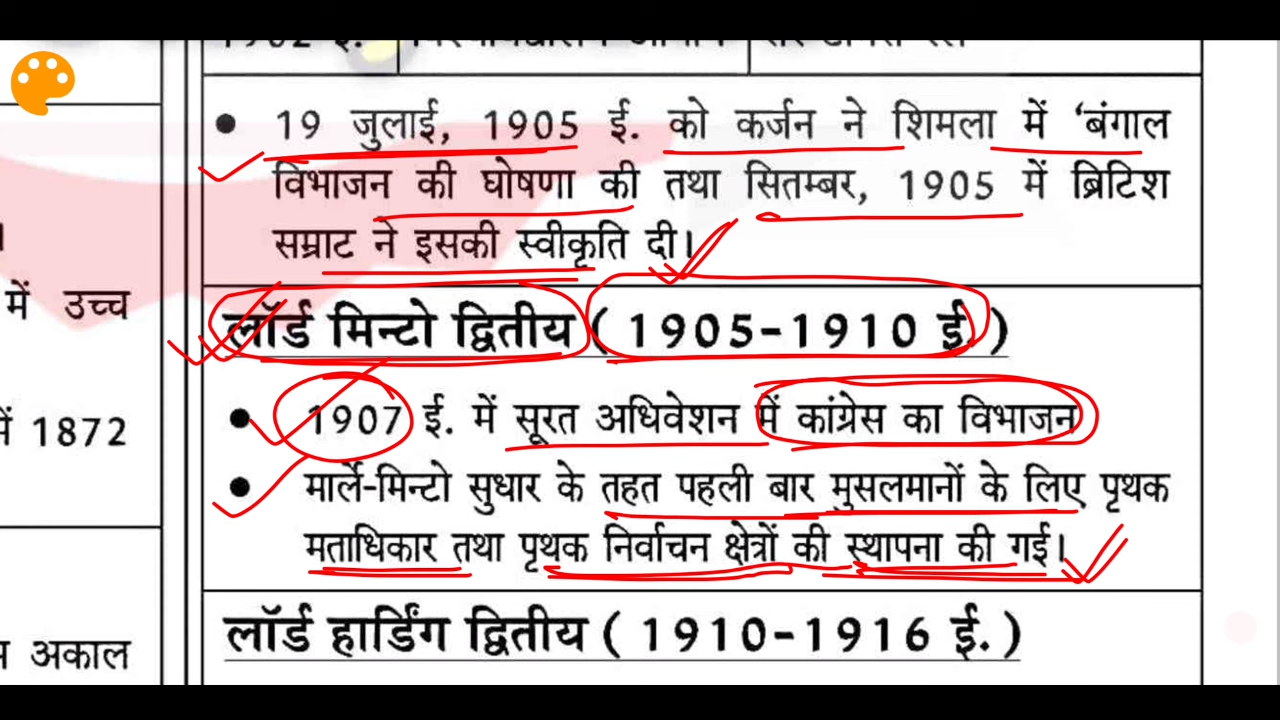 19 जुलाई, 1905 ई. को कर्जन ने शिमला में ‘बंगाल
विभाजन की घोषणा की तथा सितम्बर, 1905 में ब्रिटिश
सम्राट ने इसकी स्वीकृति दी।
में उच्च
लॉर्ड मिन्टो द्वितीय ( 1905-1910 ई. )
1907 ई. में सूरत अधिवेशन में कांग्रेस का विभाजन
में 1872
मार्ले-मिन्टो सुधार के तहत पहली बार मुसलमानों के लिए पृथक
मताधिकार तथा पृथक निर्वाचन क्षेत्रों की स्थापना की गई।
लॉर्ड हार्डिंग द्वितीय ( 1910-1916 ई. )
अकाल